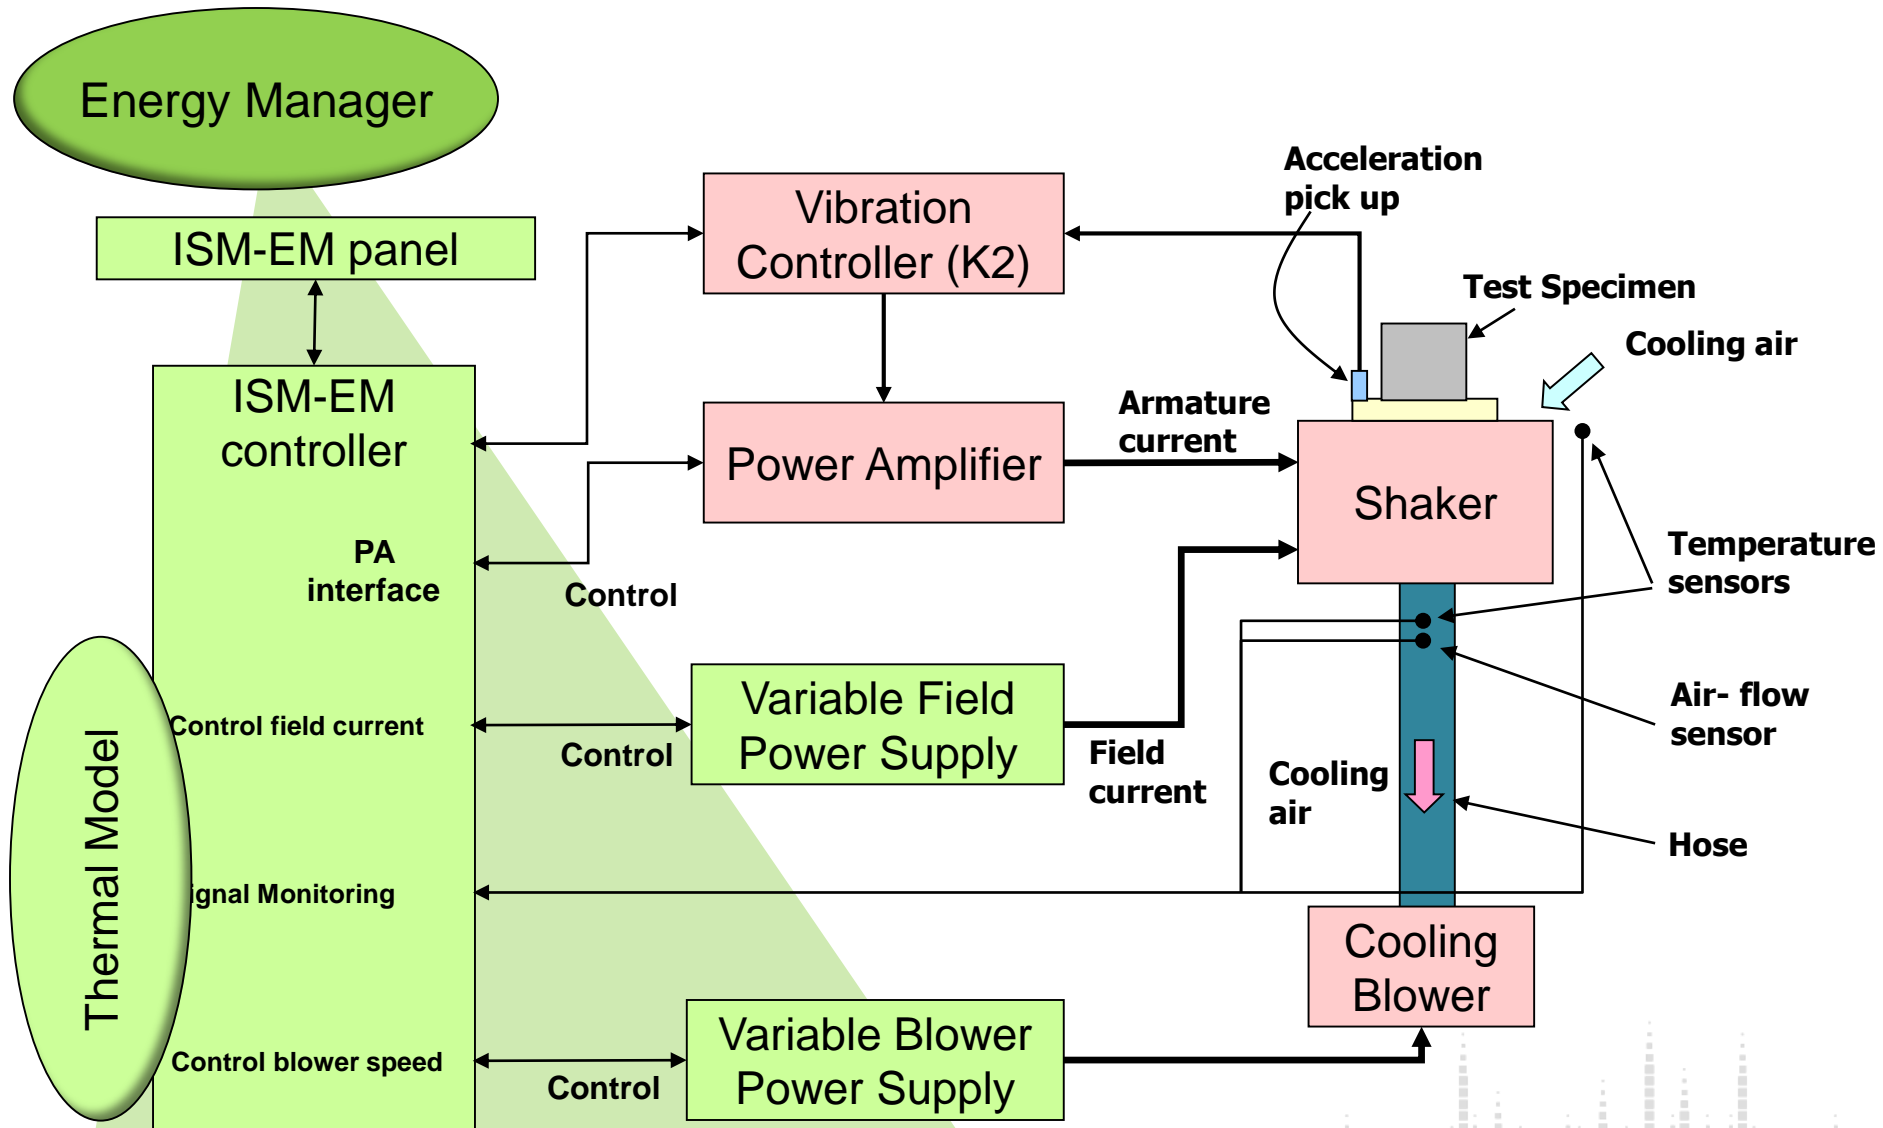 Energy Manager
ISM-EM panel
ISM-EM
controller
PA
interface
Control field current
ignal Monitoring
Control blower speed
Thermal Model
Vibration
Controller (K2)
Power Amplifier
Control
Variable Field
Power Supply
Control
Variable Blower
Power Supply
Control
Acceleration
pick up
Test Specimen
Cooling air
Armature
current
Shaker
Temperature
sensors
Air- flow
sensor
Field
current
Cooling
air
Hose
Cooling
Blower